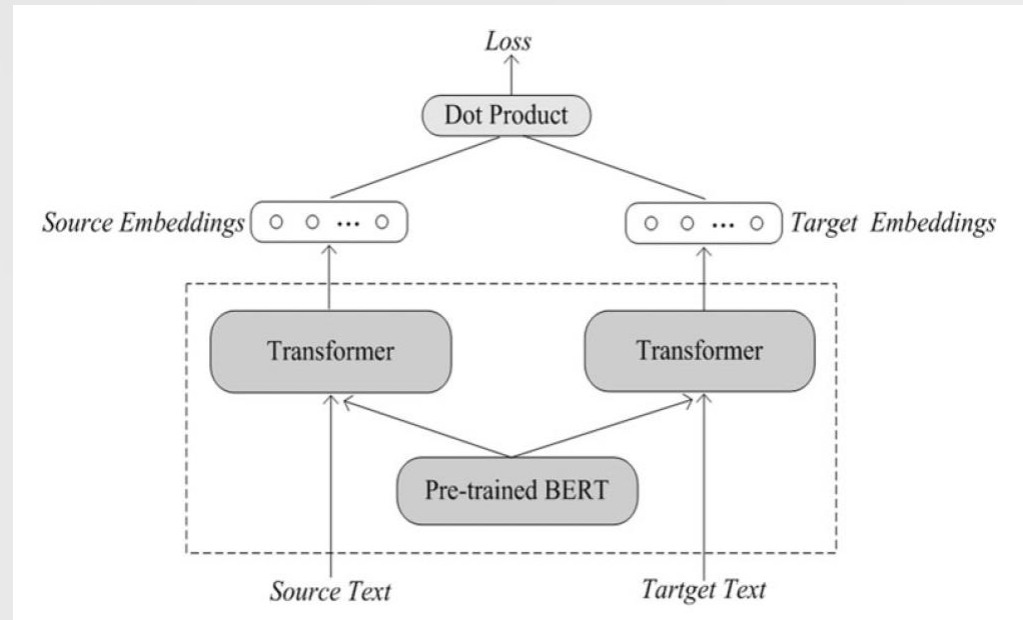 Loss
Dot Product
Source Embeddings
Target Embeddings
Transformer
Transformer
Pre-trained BERT
Source Text
Tartget Text